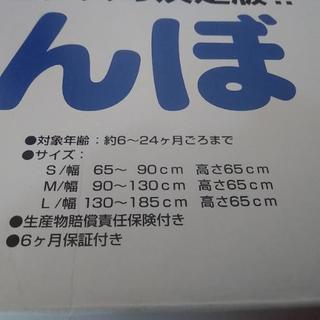 定版!!
んぼ
●対象年齢：約6〜24ヶ月ごろまで
●サイズ：
S/幅 65〜 90cm 高さ65cm
M/幅 90〜130cm 高さ65cm
L/幅 130〜185cm 高さ65cm
●生産物賠償責任保険付き
●6ヶ月保証付き